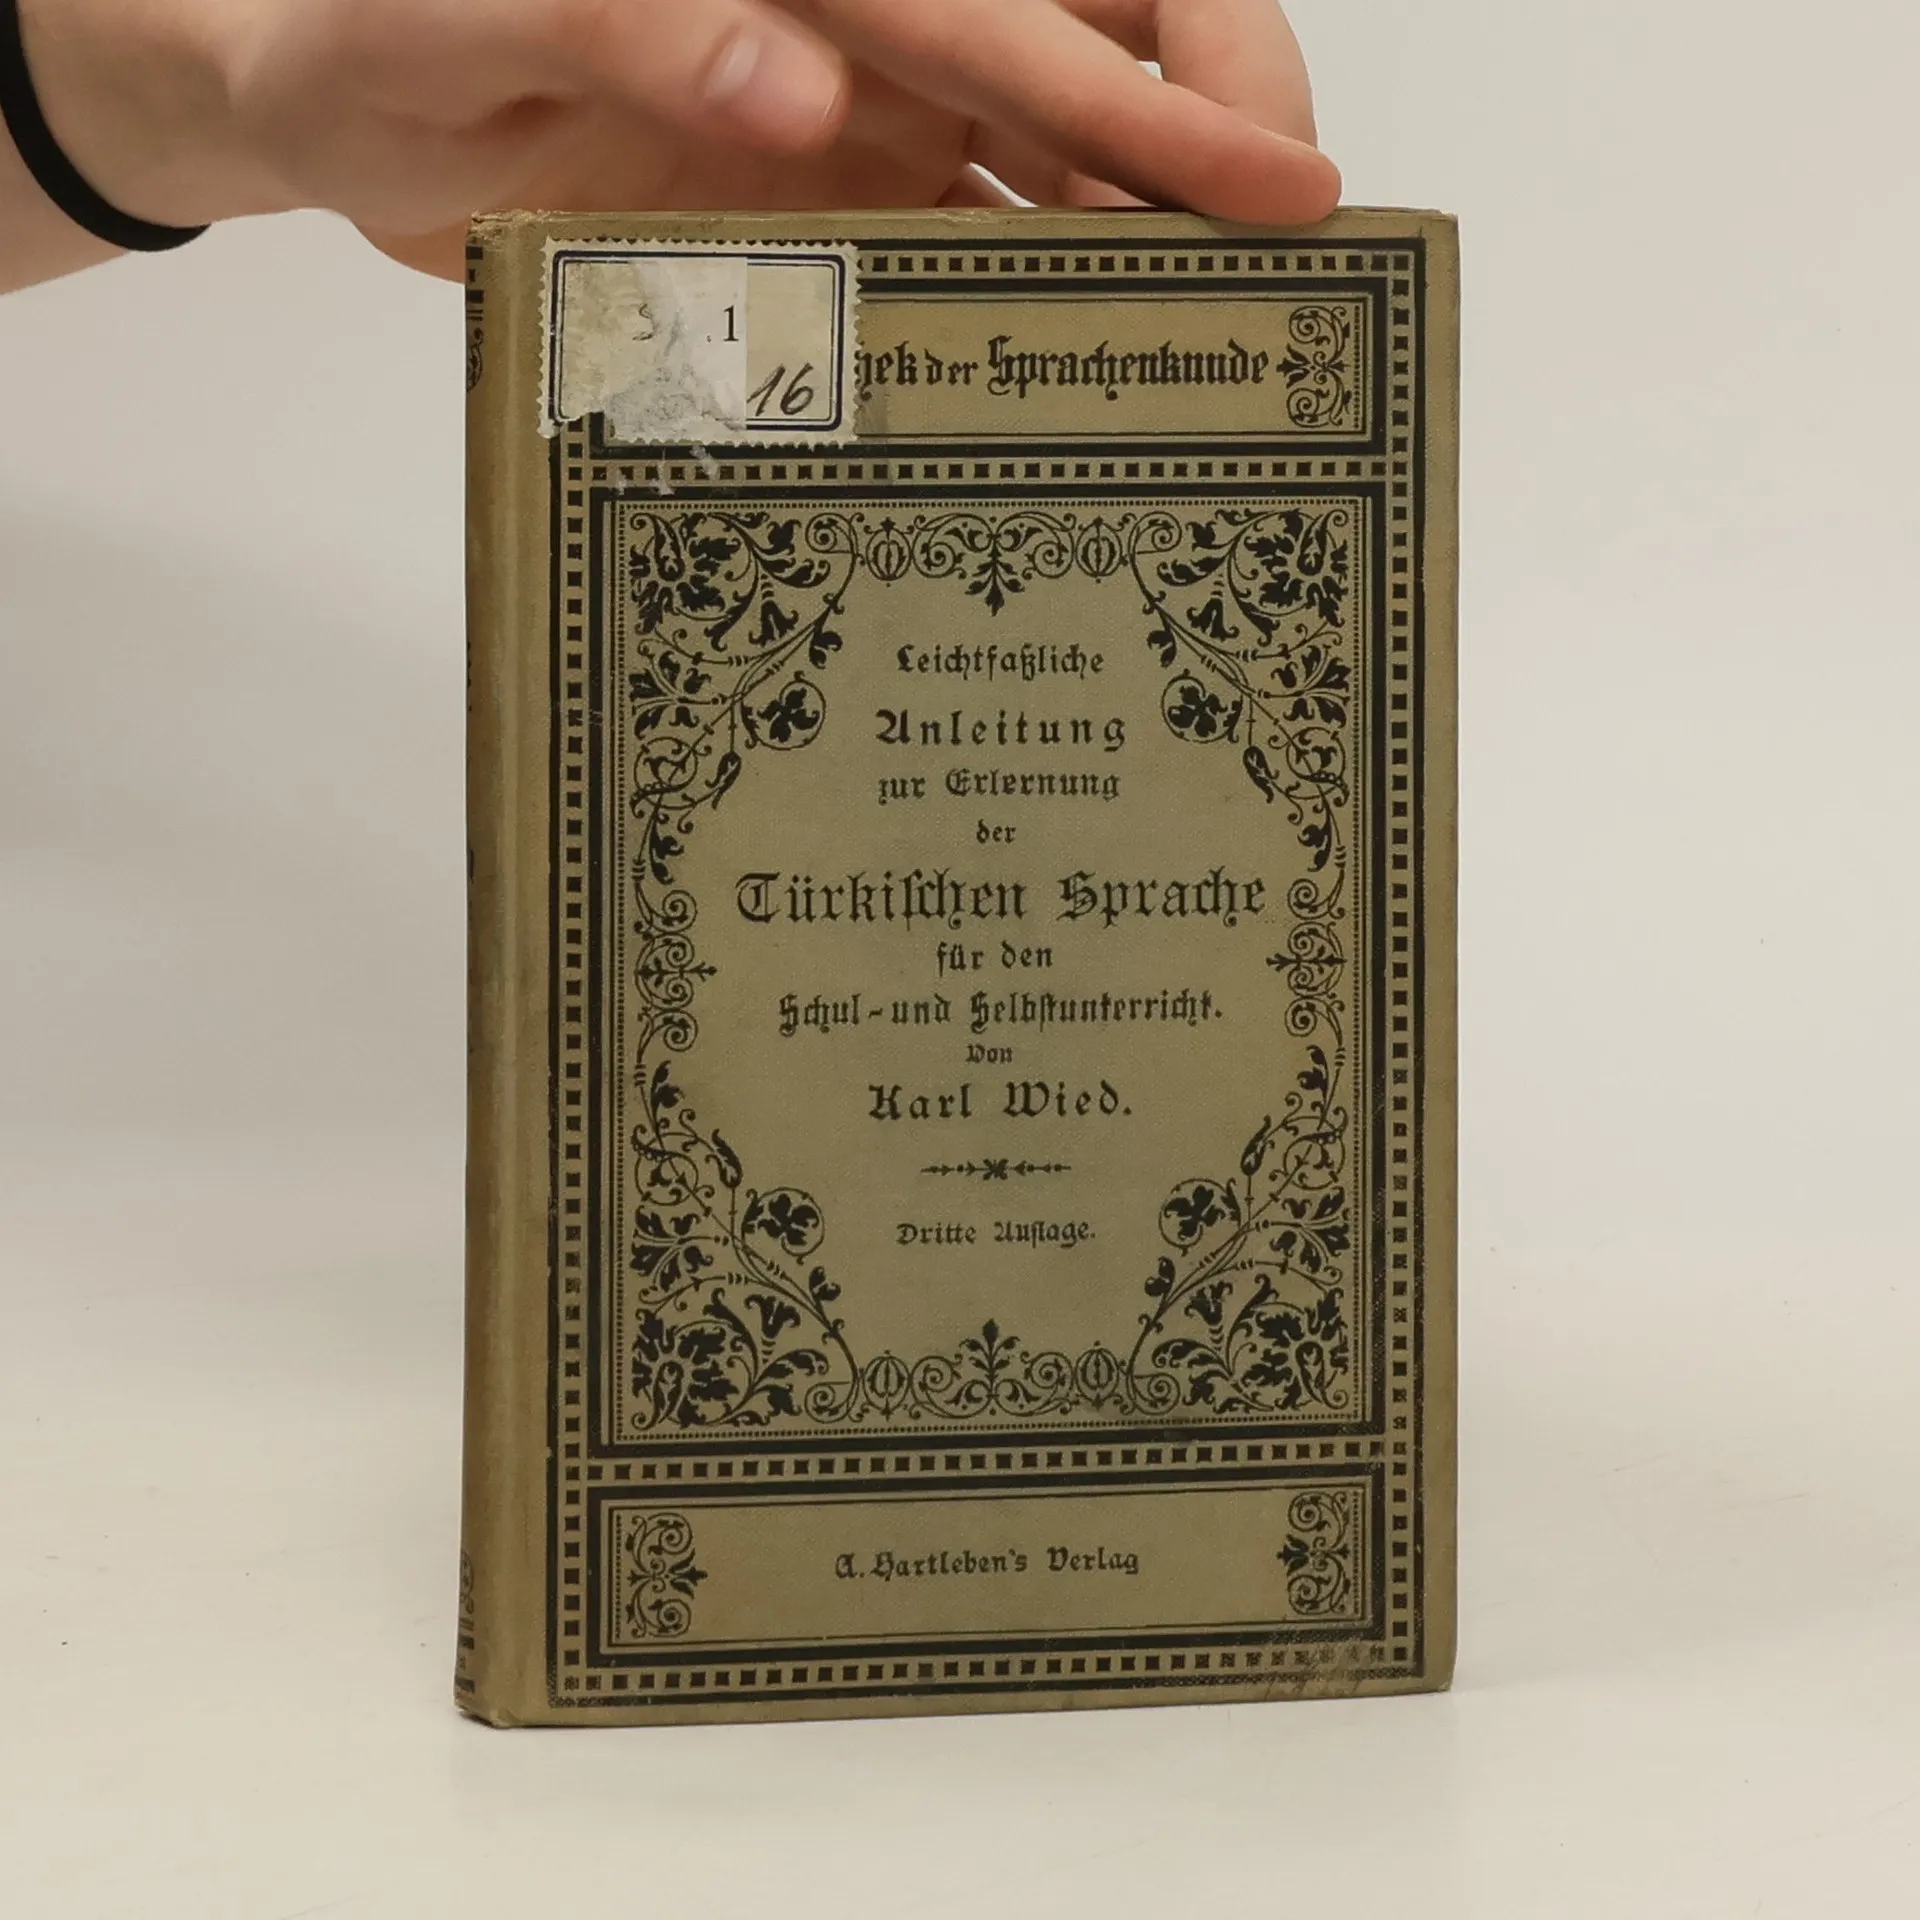 .1
16
der Sprachenkunde
Leichtfaßliche
Anleitung
zur Erlernung
der
Türkischen Sprache
für den
Schul-und Selbstunterricht.
Von
Karl Wied.
Dritte Auflage.
A. Hartleben's Verlag